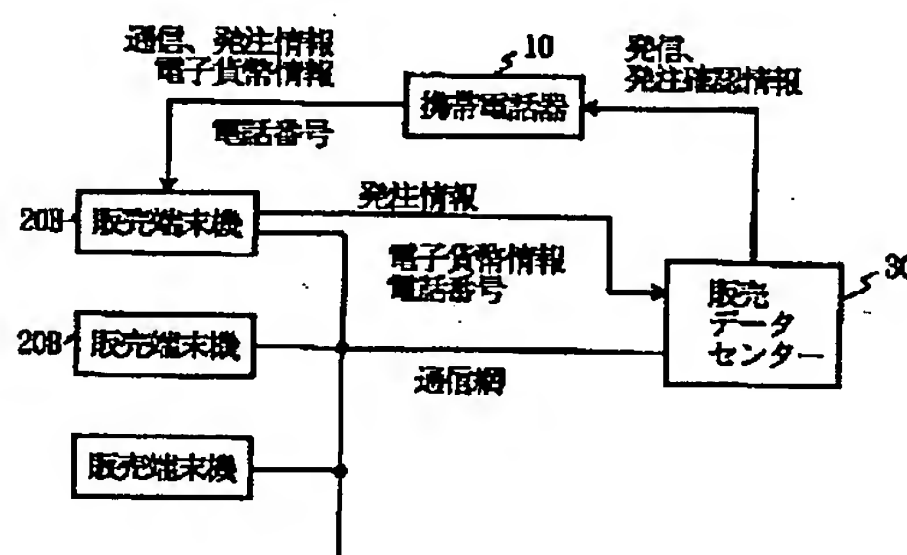 通信、発注情報
電子貨幣情報
電話番号
10
携帯電話器
発信、
発注確認情報
20B
販売端末機
発注情報
電子貨幣情報
電話番号
30
販売
データ
センター
20B
販売端末機
通信網
販売端末機